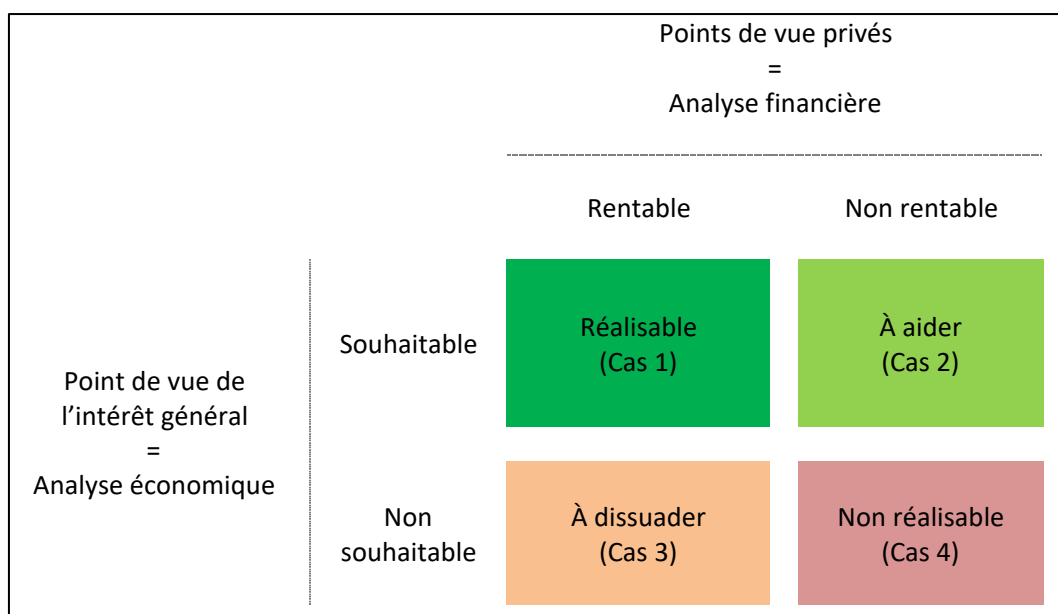 Points de vue privés
=
Analyse financière
Rentable
Non rentable
Point de vue de
l’intérêt général
=
Analyse économique
Souhaitable
Réalisable
(Cas 1)
À aider
(Cas 2)
Non
souhaitable
À dissuader
(Cas 3)
Non réalisable
(Cas 4)